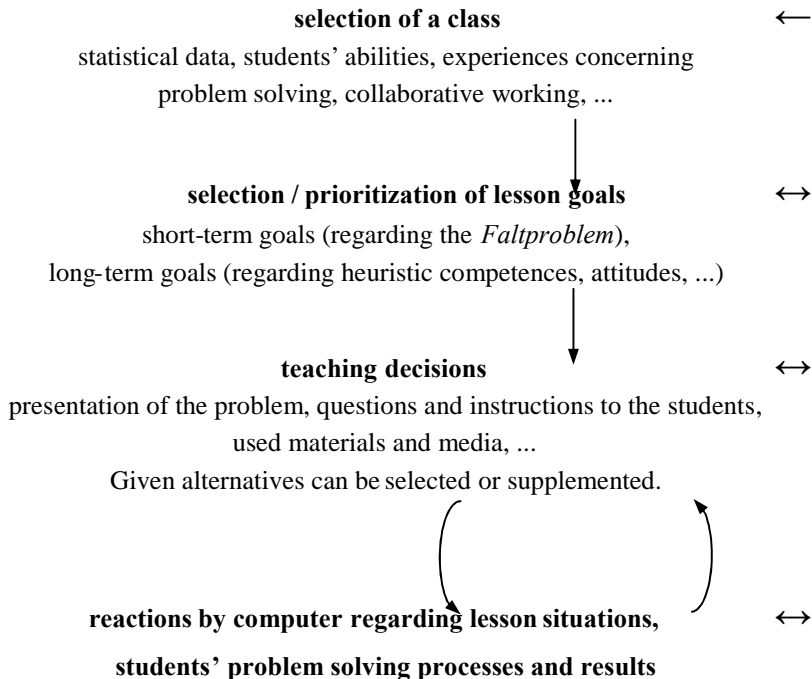 selection of a class ←
statistical data, students’ abilities, experiences concerning
problem solving, collaborative working, ...
selection / prioritization of lesson goals ↔
short-term goals (regarding the Faltproblem),
long-term goals (regarding heuristic competences, attitudes, ...)
teaching decisions ↔
presentation of the problem, questions and instructions to the students,
used materials and media, ...
Given alternatives can be selected or supplemented.
reactions by computer regarding lesson situations, ↔
students’ problem solving processes and results